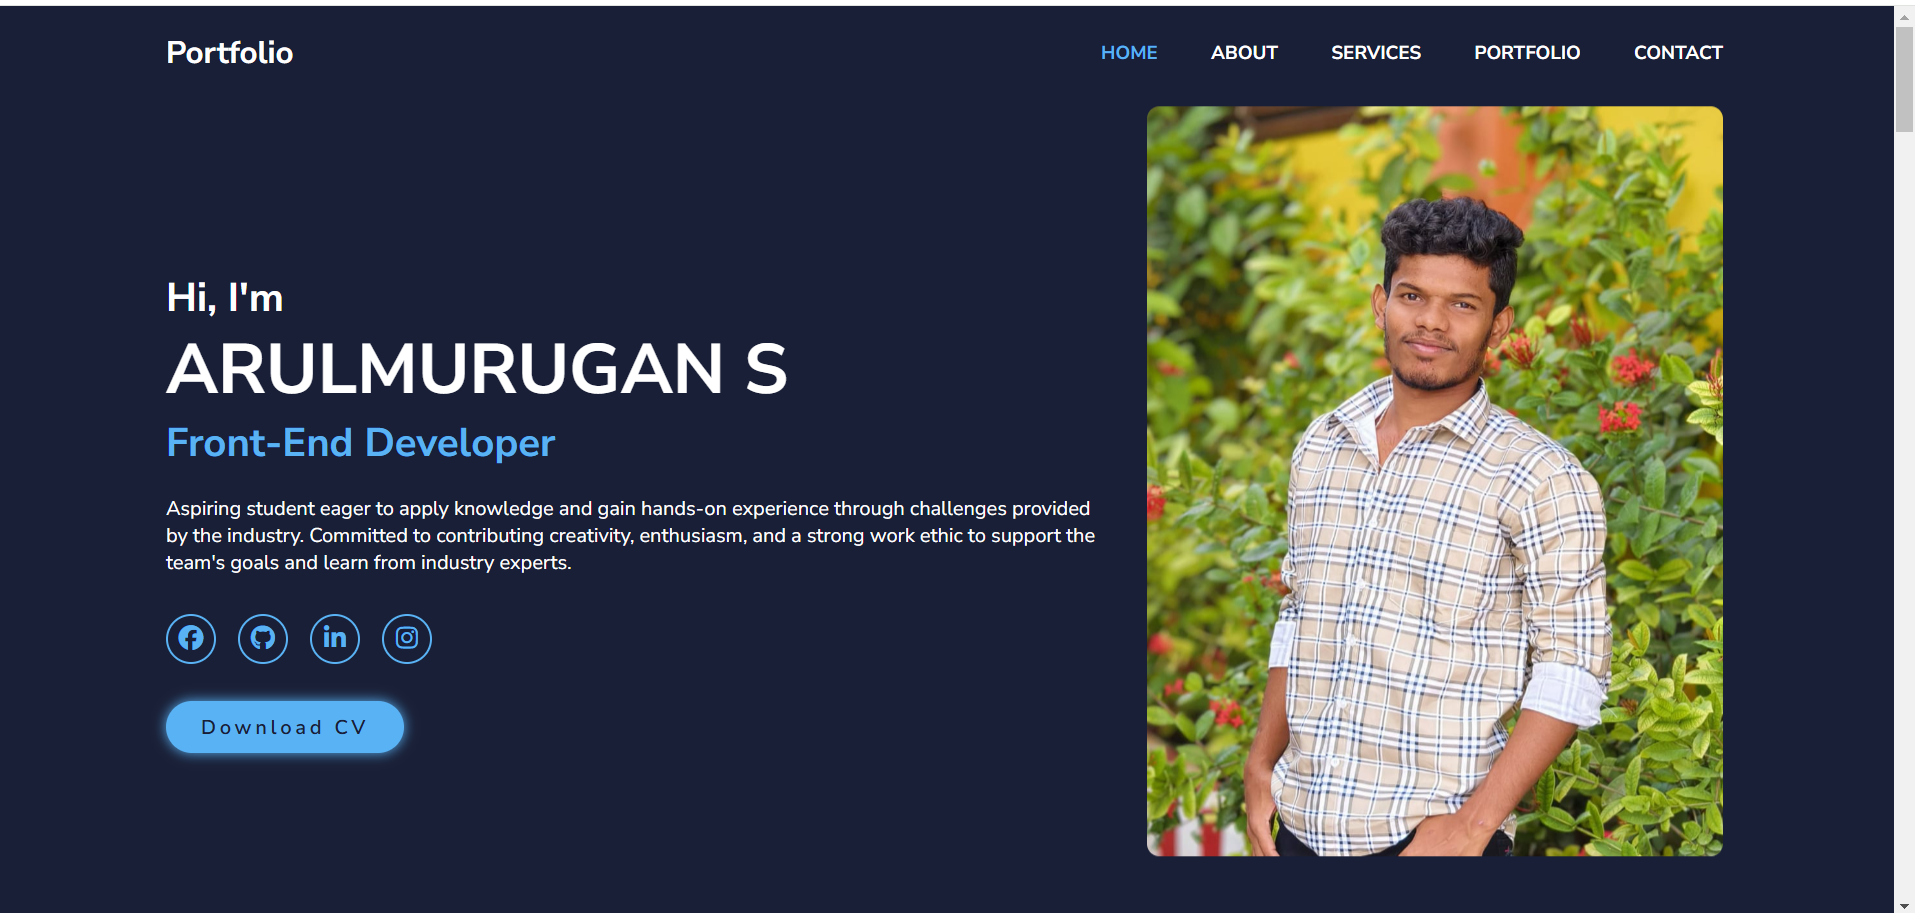 Portfolio
HOME ABOUT SERVICES PORTFOLIO CONTACT
Hi, I'm
ARULMURUGAN S
Front-End Developer
Aspiring student eager to apply knowledge and gain hands-on experience through challenges provided
by the industry. Committed to contributing creativity, enthusiasm, and a strong work ethic to support the
team's goals and learn from industry experts.
Download CV